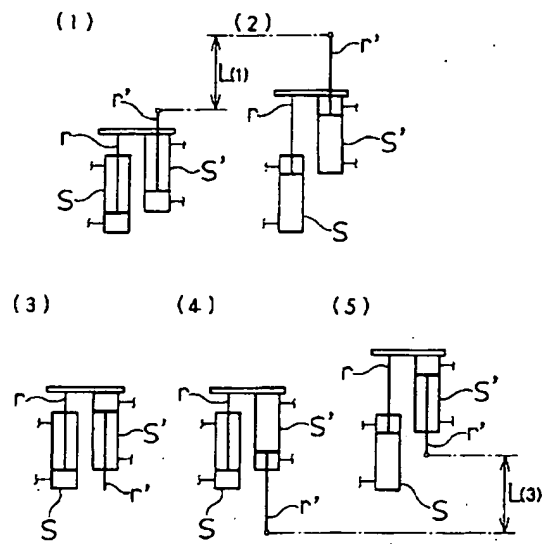 (1) (2)
L(1)
r'
r r
S' S'
S S
(3) (4) (5)
r r r
S' S' S'
r' r' r'
S S S
L(3)
r'